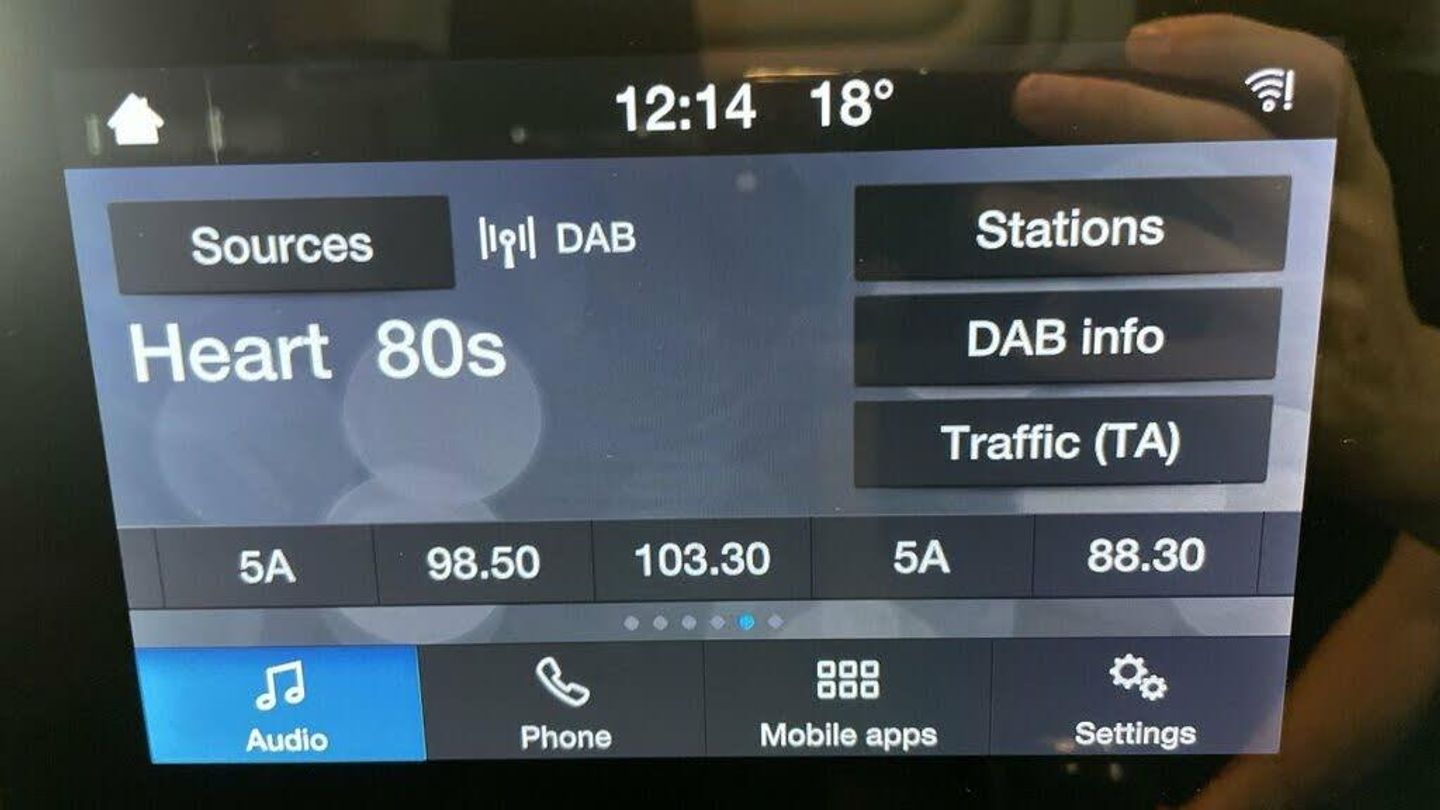 12:14 18°
Sources DAB Stations
Heart 80s
DAB info
Traffic (TA)
5A 98.50 103.30 5A 88.30
Audio Phone Mobile apps Settings